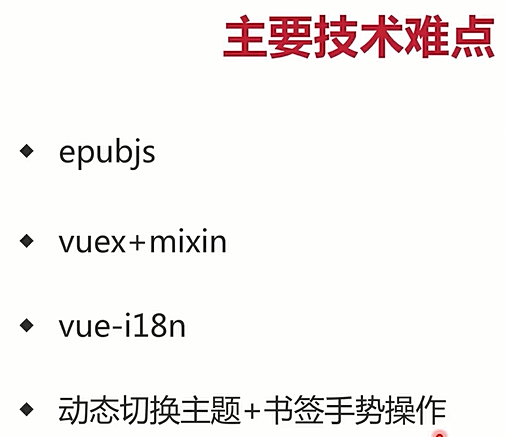 主要技术难点
epubjs
vuex+mixin
vue-i18n
动态切换主题+书签手势操作